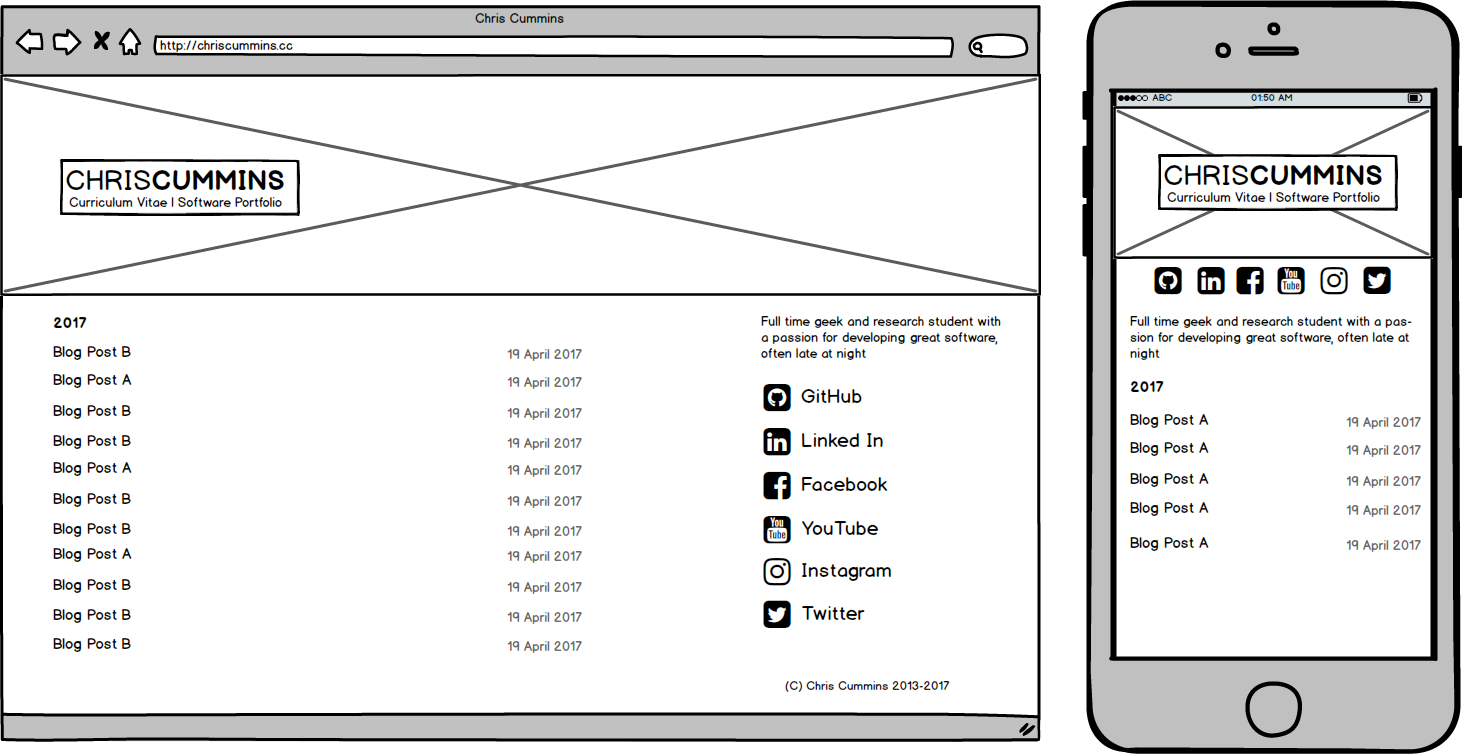 Chris Cummins
http://chriscummins.cc
CHRISCUMMINS
Curriculum Vitae | Software Portfolio
2017
Blog Post B 19 April 2017
Blog Post A 19 April 2017
Blog Post B 19 April 2017
Blog Post B 19 April 2017
Blog Post A 19 April 2017
Blog Post B 19 April 2017
Blog Post B 19 April 2017
Blog Post A 19 April 2017
Blog Post B 19 April 2017
Blog Post B 19 April 2017
Blog Post B 19 April 2017
Full time geek and research student with
a passion for developing great software,
often late at night
GitHub
in Linked In
f Facebook
You
Tube YouTube
Instagram
Twitter
(C) Chris Cummins 2013-2017
ABC 01:50 AM
CHRISCUMMINS
Curriculum Vitae | Software Portfolio
in f You
Tube
Full time geek and research student with a pas-
sion for developing great software, often late at
night
2017
Blog Post A 19 April 2017
Blog Post A 19 April 2017
Blog Post A 19 April 2017
Blog Post A 19 April 2017
Blog Post A 19 April 2017